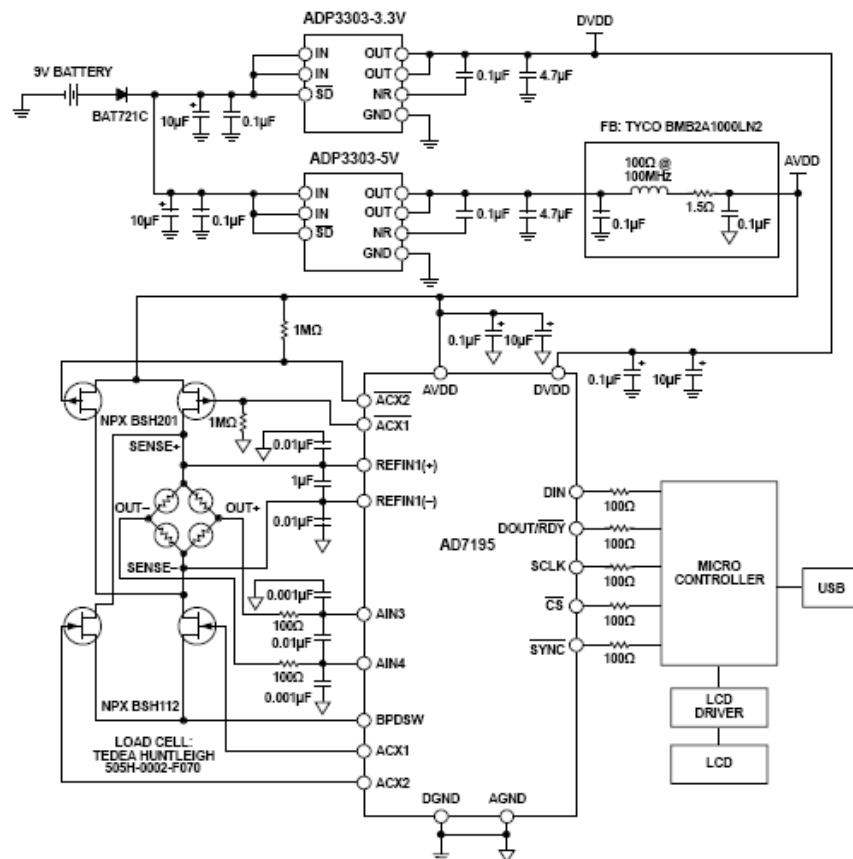 ADP3303-3.3V
DVDD
9V BATTERY
IN
OUT
IN
OUT
0.1µF
4.7µF
SD
NR
BAT721C
10µF
0.1µF
GND
FB: TYCO BMB2A1000LN2
ADP3303-5V
100Ω @
100MHz
AVDD
IN
OUT
IN
OUT
0.1µF
4.7µF
1.5Ω
10µF
0.1µF
SD
NR
0.1µF
0.1µF
GND
1MΩ
0.1µF
10µF
0.1µF
10µF
AVDD
DVDD
ACX2
NPX BSH201
1MΩ
ACX1
SENSE+
0.01µF
REFIN1(+)
1µF
DIN
OUT–
OUT+
REFIN1(–)
100Ω
0.01µF
DOUT/RDY
AD7195
100Ω
SENSE–
SCLK
MICRO
CONTROLLER
USB
0.001µF
100Ω
CS
AIN3
100Ω
100Ω
0.01µF
SYNC
AIN4
100Ω
100Ω
0.001µF
NPX BSH112
LCD
DRIVER
BPDSW
LOAD CELL:
TEDEA HUNTLEIGH
505H-0002-F070
ACX1
LCD
ACX2
DGND
AGND